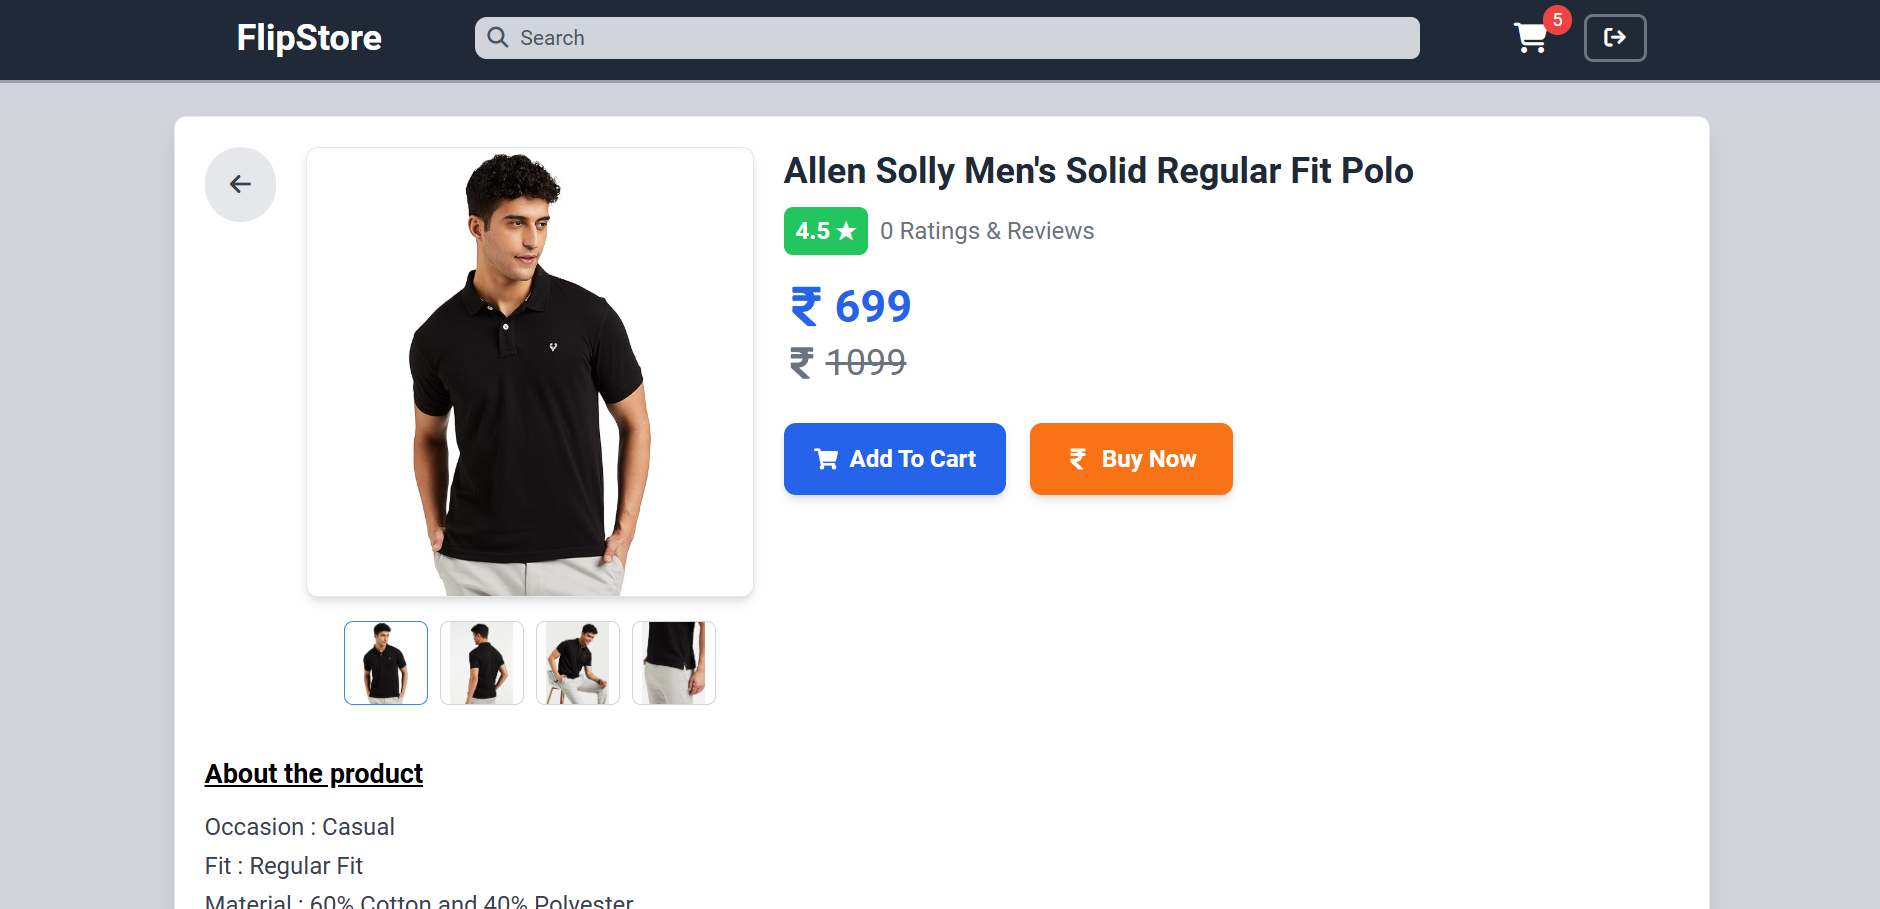 FlipStore
Search
5
Allen Solly Men's Solid Regular Fit Polo
4.5 ★ 0 Ratings & Reviews
₹ 699
₹ 1099
Add To Cart
₹ Buy Now
About the product
Occasion : Casual
Fit : Regular Fit
Material : 60% Cotton and 40% Polyester